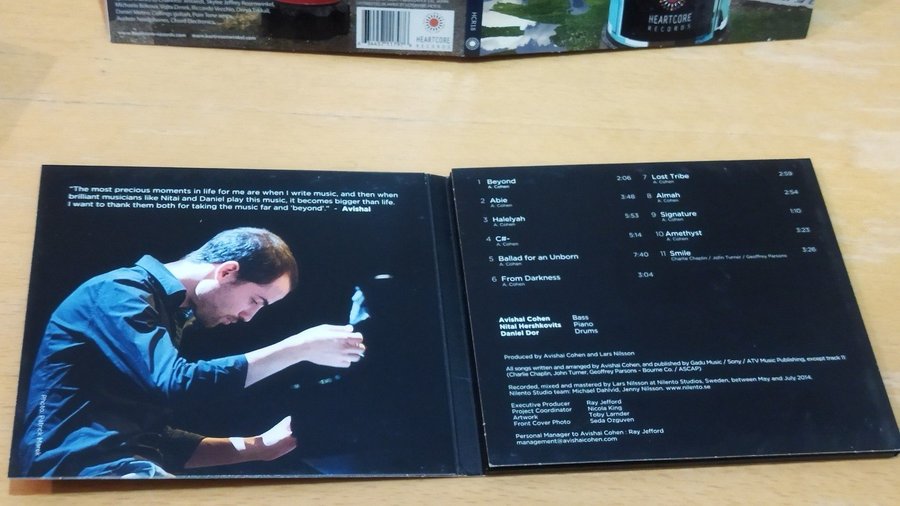 HEARTCORE
RECORDS
HCR18
HEARTCORE
RECORDS
www.heartcore-records.com www.kurtrosenwinkel.com
"The most precious moments in life for me are when I write music, and then when
brilliant musicians like Nitai and Daniel play this music, it becomes bigger than life.
I want to thank them both for taking the music far and 'beyond'." - Avishai
1 Beyond 2:06
A. Cohen
2 Abie 3:48
A. Cohen
3 Halelyah 5:53
A. Cohen
4 C#- 5:14
A. Cohen
5 Ballad for an Unborn 7:40
A. Cohen
6 From Darkness 3:04
A. Cohen
7 Lost Tribe 2:59
A. Cohen
8 Almah 2:54
A. Cohen
9 Signature 1:10
A. Cohen
10 Amethyst 3:23
A. Cohen
11 Smile 3:26
Charlie Chaplin / John Turner / Geoffrey Parsons
Avishai Cohen Bass
Nitai Hershkovits Piano
Daniel Dor Drums
Produced by Avishai Cohen and Lars Nilsson
All songs written and arranged by Avishai Cohen, and published by Gadu Music / Sony / ATV Music Publishing, except track 11
(Charlie Chaplin, John Turner, Geoffrey Parsons - Bourne Co. / ASCAP)
Recorded, mixed and mastered by Lars Nilsson at Nilento Studios, Sweden, between May and July 2014.
Nilento Studio team: Michael Dahlvid, Jenny Nilsson. www.nilento.se
Executive Producer Ray Jefford
Project Coordinator Nicola King
Artwork Toby Larnder
Front Cover Photo Seda Ozguven
Personal Manager to Avishai Cohen : Ray Jefford
management@avishaicohen.com